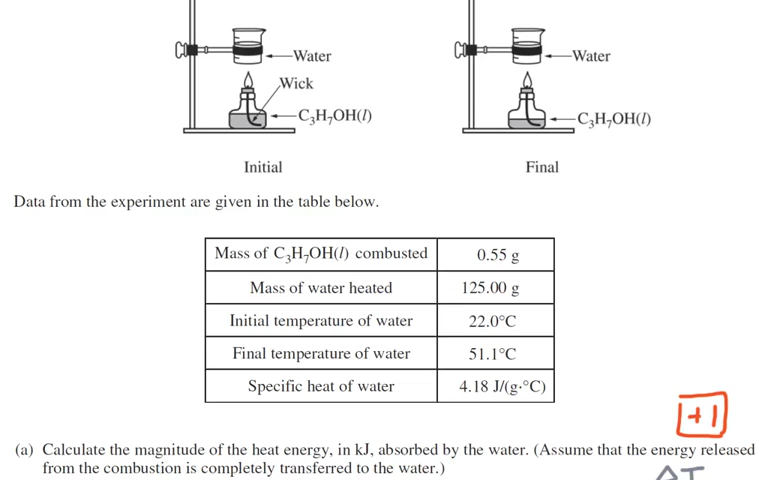 Water
Water
Wick
C₃H₇OH(l)
C₃H₇OH(l)
Initial
Final
Data from the experiment are given in the table below.
Mass of C₃H₇OH(l) combusted 0.55 g
Mass of water heated 125.00 g
Initial temperature of water 22.0°C
Final temperature of water 51.1°C
Specific heat of water 4.18 J/(g·°C)
+1
(a) Calculate the magnitude of the heat energy, in kJ, absorbed by the water. (Assume that the energy released
from the combustion is completely transferred to the water.)
ΔT